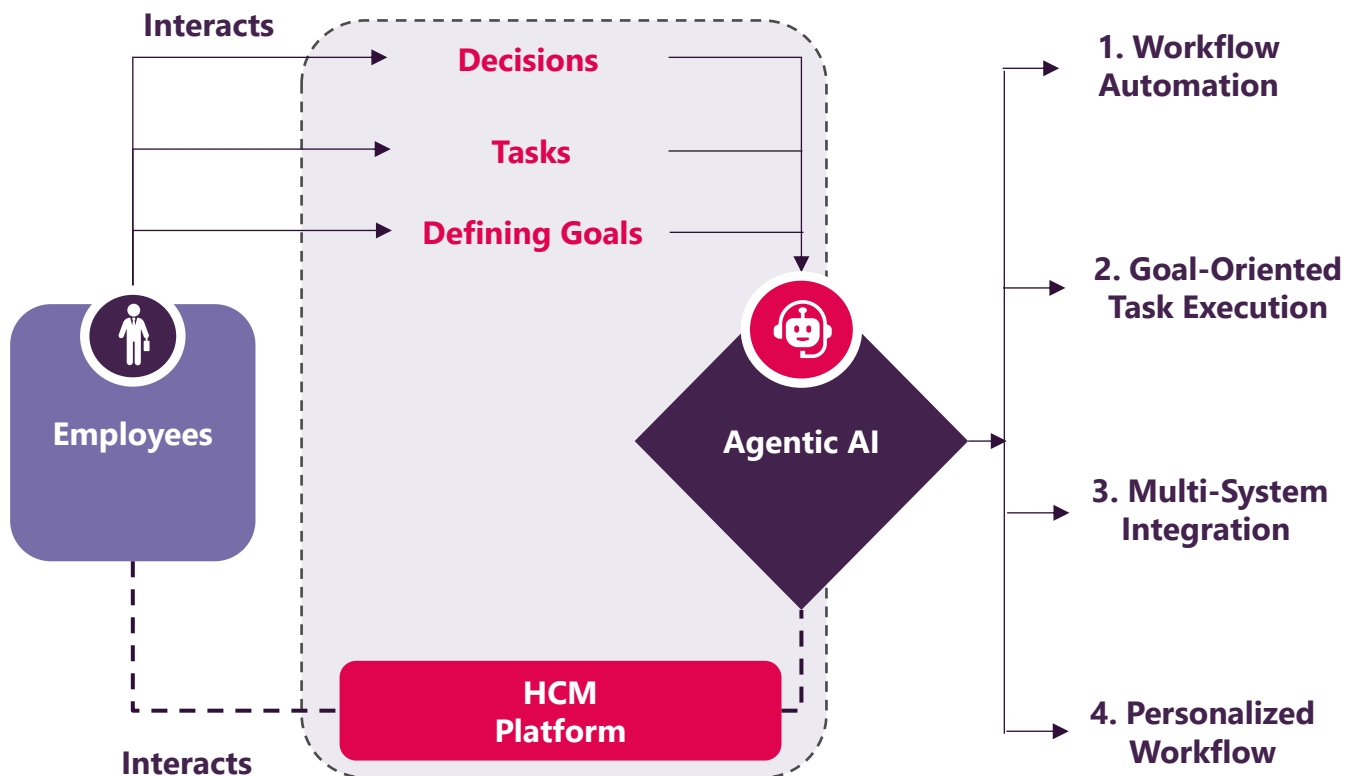 Interacts
Decisions
Tasks
Defining Goals
Employees
Agentic AI
HCM
Platform
Interacts
1. Workflow
Automation
2. Goal-Oriented
Task Execution
3. Multi-System
Integration
4. Personalized
Workflow